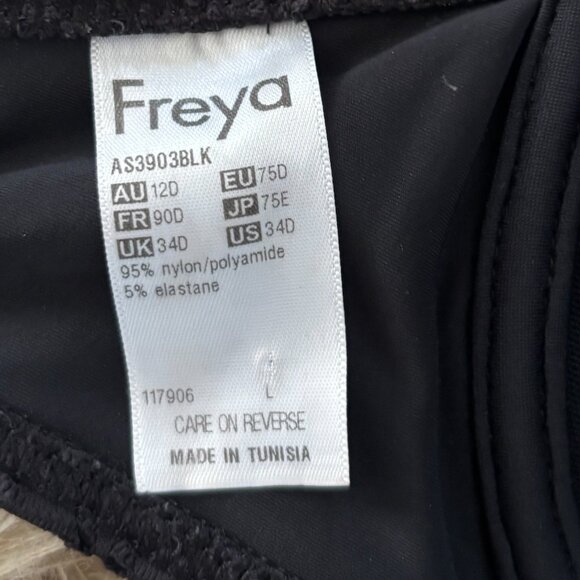 Freya
AS3903BLK
AU 12D EU 75D
FR 90D JP 75E
UK 34D US 34D
95% nylon/polyamide
5% elastane
117906 L
CARE ON REVERSE
MADE IN TUNISIA